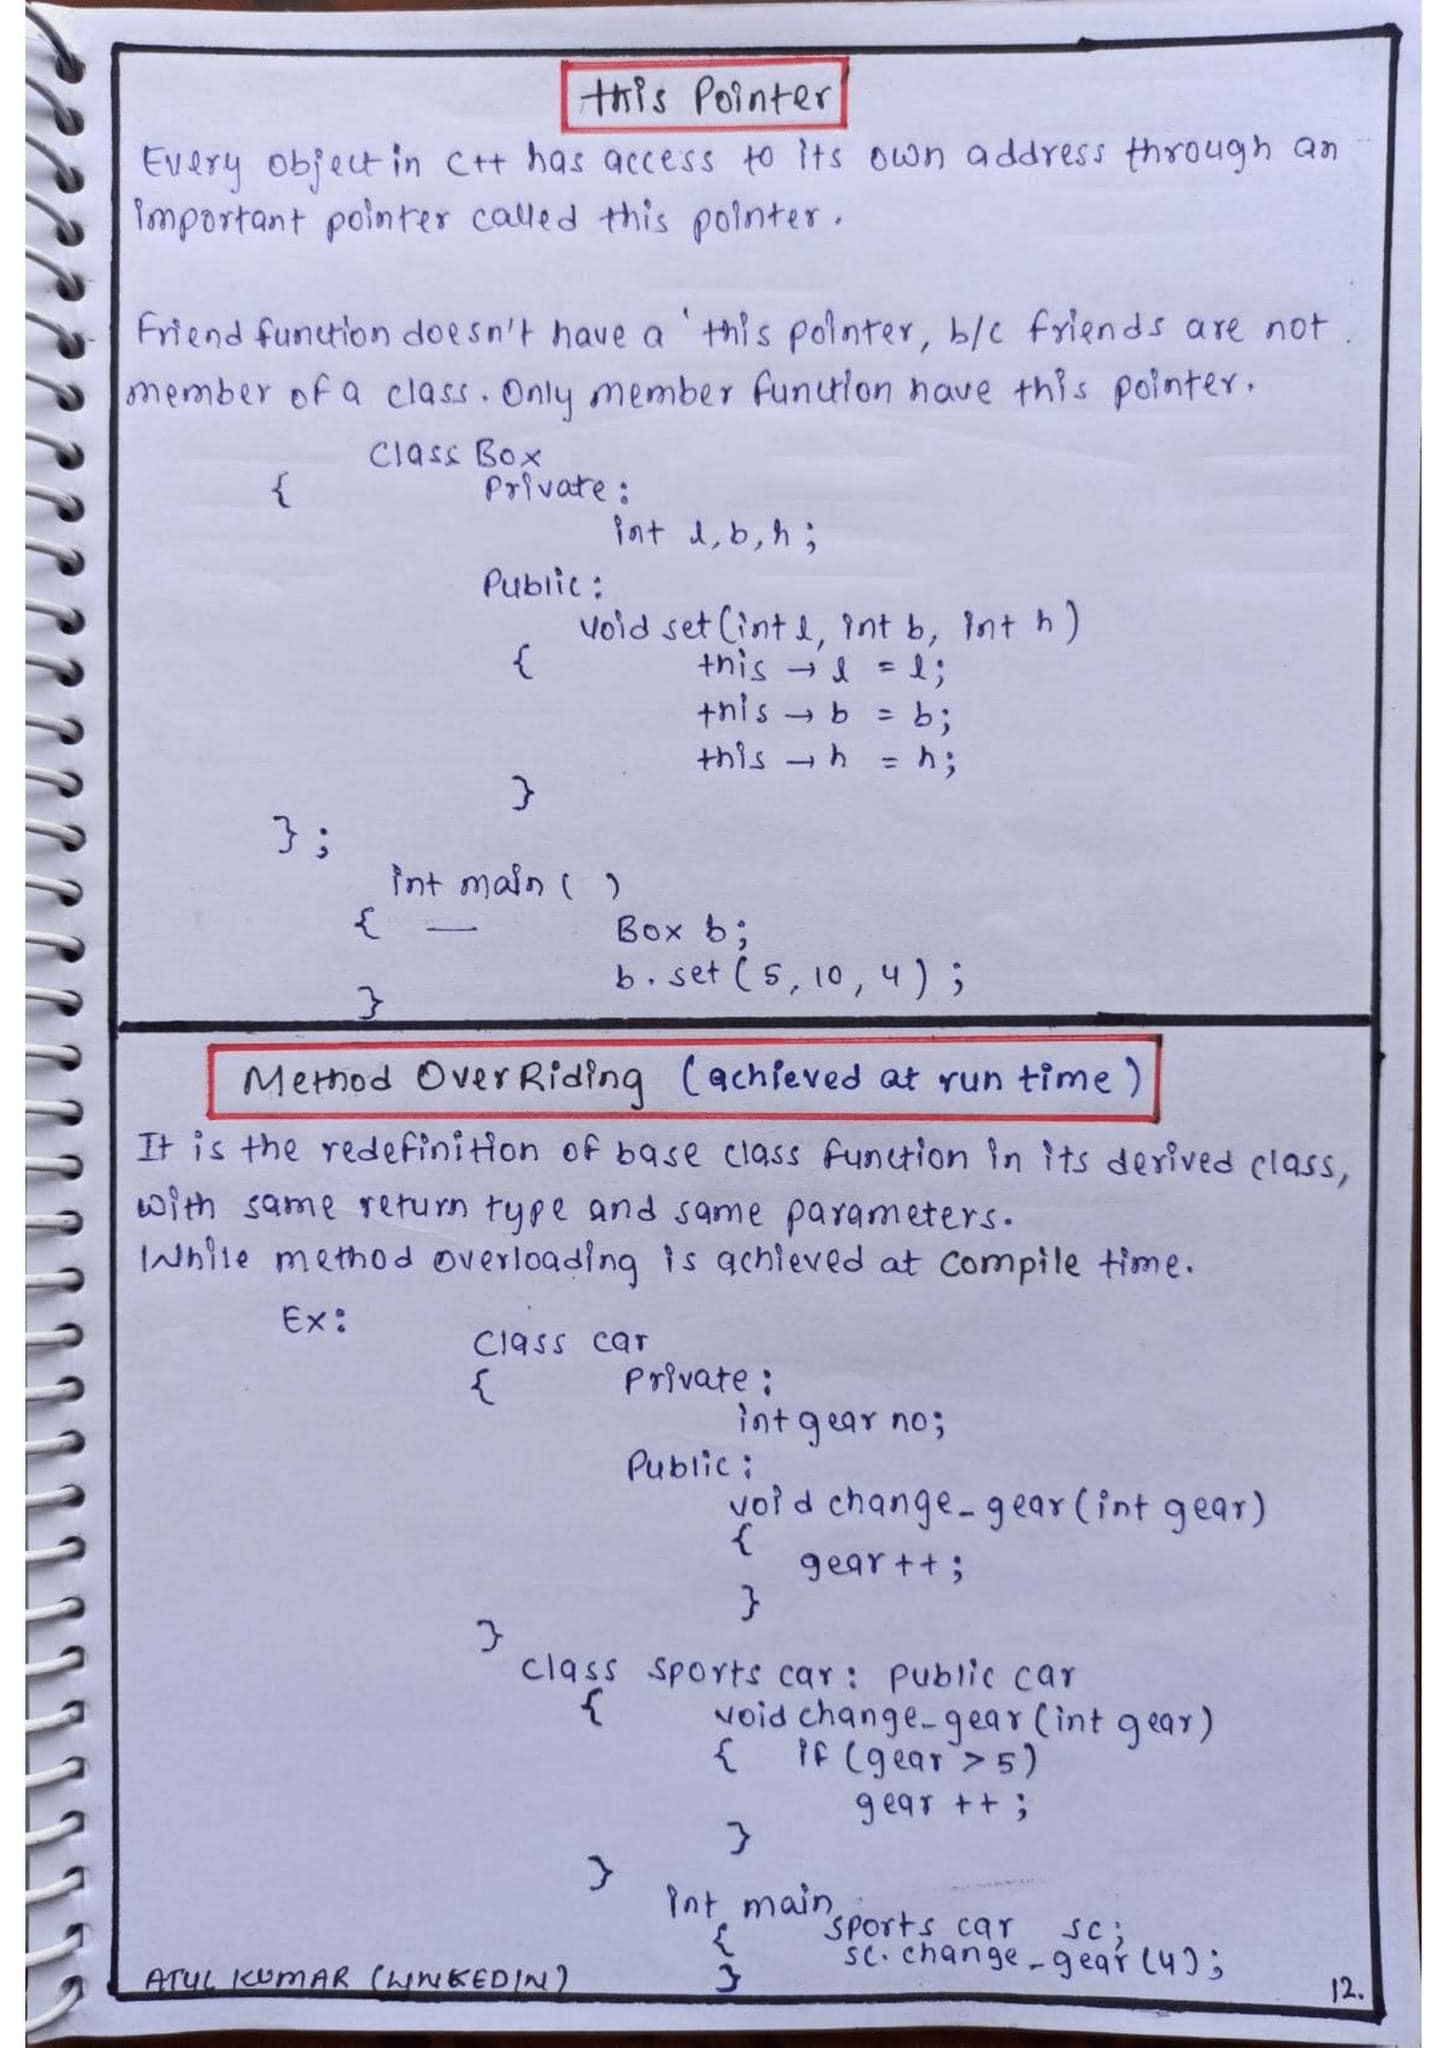 this Pointer
Every object in C++ has access to its own address through an
important pointer called this pointer.
Friend function doesn't have a 'this pointer, b/c friends are not
member of a class. Only member function have this pointer.
Class Box
{ Private:
int l,b,h;
Public:
void set(int l, int b, int h)
{ this → l = l;
this → b = b;
this → h = h;
}
};
int main ( )
{ — Box b;
b. set (5, 10, 4) ;
}
Method OverRiding (achieved at run time)
It is the redefinition of base class function in its derived class,
with same return type and same parameters.
While method overloading is achieved at compile time.
Ex:
Class car
{ Private:
int gear no;
Public:
void change_gear(int gear)
{
gear++;
}
}
class sports car: public car
{ void change_gear(int gear)
{ if (gear > 5)
gear ++;
}
}
int main
sports car sc;
{ sc. change_gear(4);
}
ATUL KUMAR (LINKEDIN)
12.